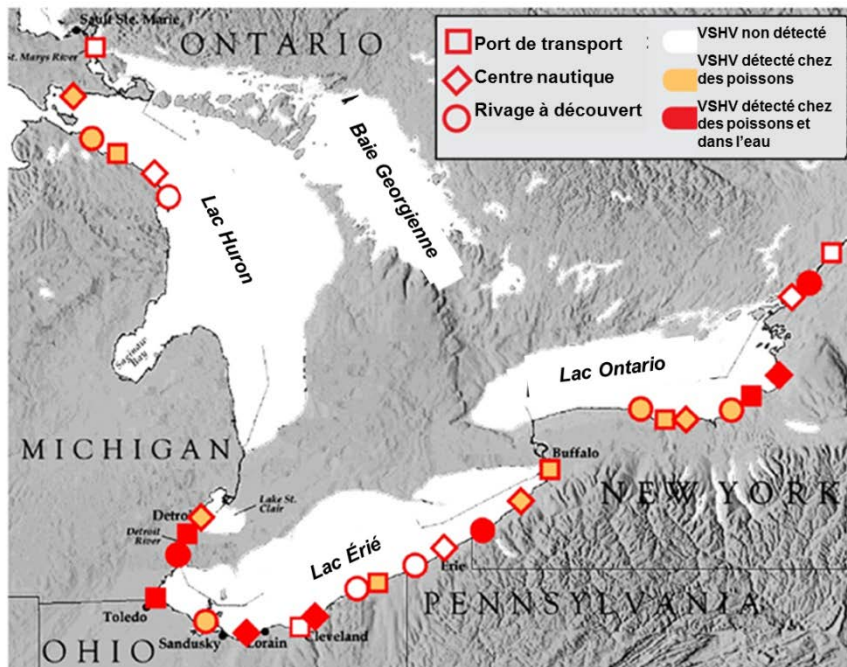 Sault Ste. Marie
St. Marys River
ONTARIO
Port de transport
:
VSHV non détecté
Centre nautique
VSHV détecté chez
des poissons
Rivage à découvert
VSHV détecté chez
des poissons et
dans l'eau
Baie Georgienne
Lac Huron
Saginaw
Bay
Lac Ontario
MICHIGAN
Buffalo
NEW YORK
Detro
Lake St.
Clair
Detroit
River
Lac Érié
Erie
Toledo
PENNSYLVANIA
Sandusky
Lorain
Cleveland
OHIO